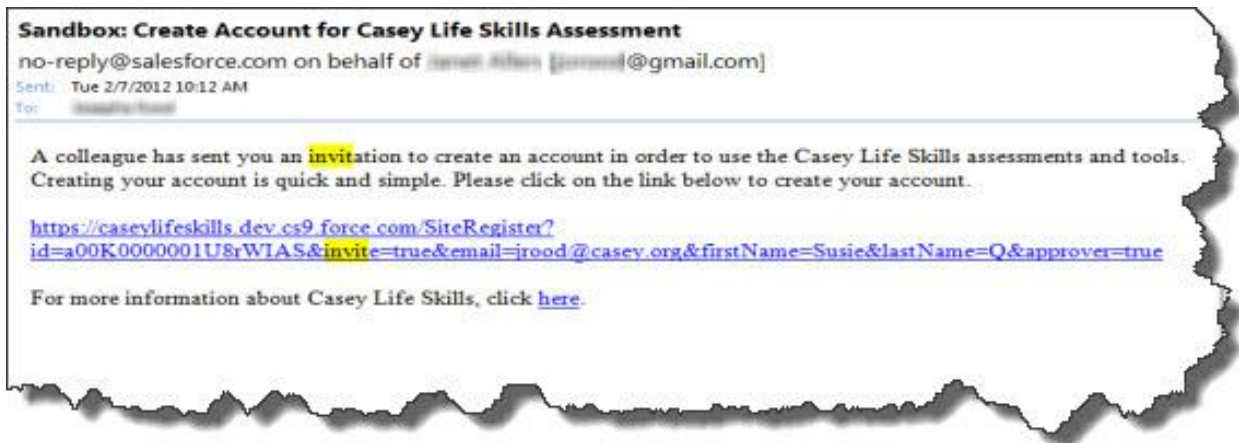 Sandbox: Create Account for Casey Life Skills Assessment
no-reply@salesforce.com on behalf of @gmail.com]
Sent: Tue 2/7/2012 10:12 AM
To:
A colleague has sent you an invitation to create an account in order to use the Casey Life Skills assessments and tools.
Creating your account is quick and simple. Please click on the link below to create your account.
https://caseylifeskills.dev.cs9.force.com/SiteRegister?
id=a00K0000001U8rWIAS&invite=true&email=jrood@casey.org&firstName=Susie&lastName=Q&approver=true
For more information about Casey Life Skills, click here.